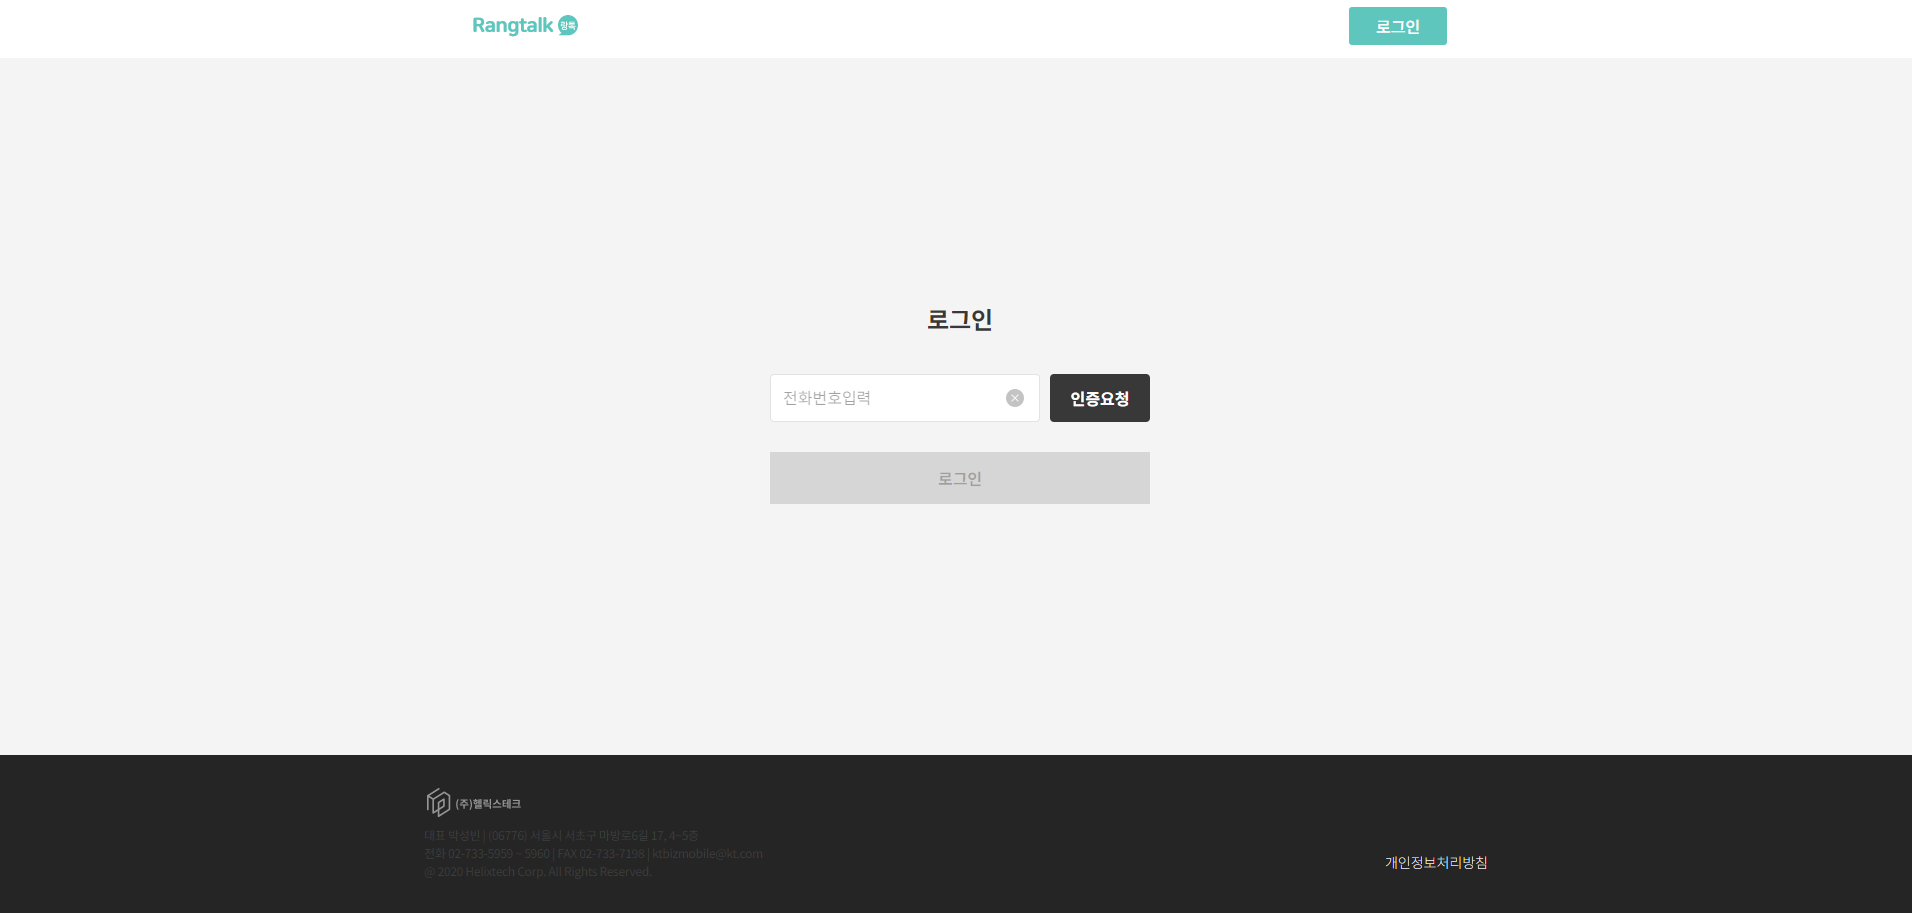 Rangtalk 랑톡
로그인
로그인
전화번호입력
인증요청
로그인
(주)헬릭스테크
대표 박성빈 | (06776) 서울시 서초구 마방로6길 17, 4~5층
전화 02-733-5959 ~ 5960 | FAX 02-733-7198 | ktbizmobile@kt.com
@ 2020 Helixtech Corp. All Rights Reserved.
개인정보처리방침